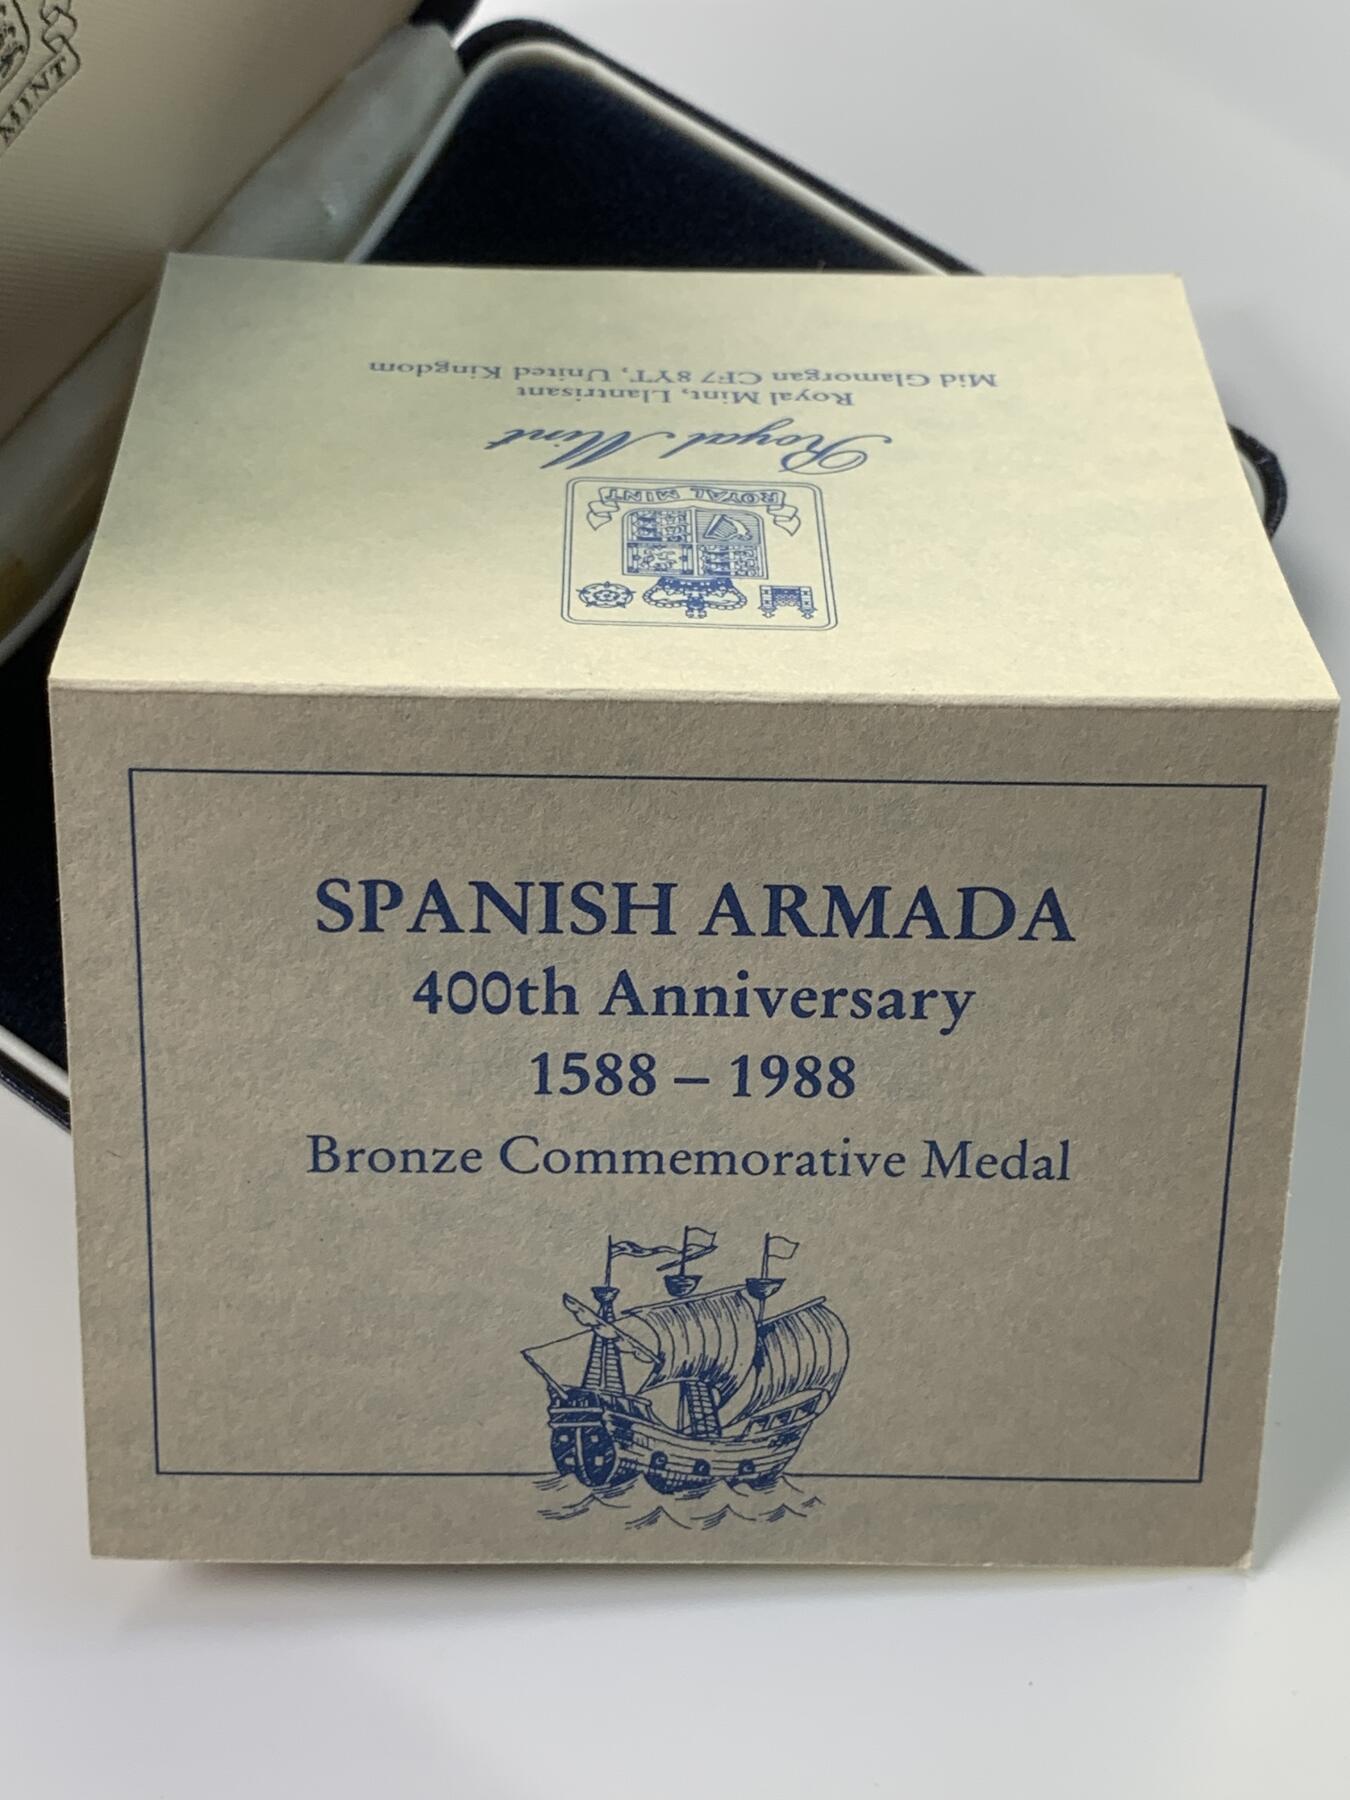 MINT
Mid Glamorgan CF7 8YT, United Kingdom
Royal Mint, Llantrisant
Royal Mint
ROYAL MINT
SPANISH ARMADA
400th Anniversary
1588 – 1988
Bronze Commemorative Medal